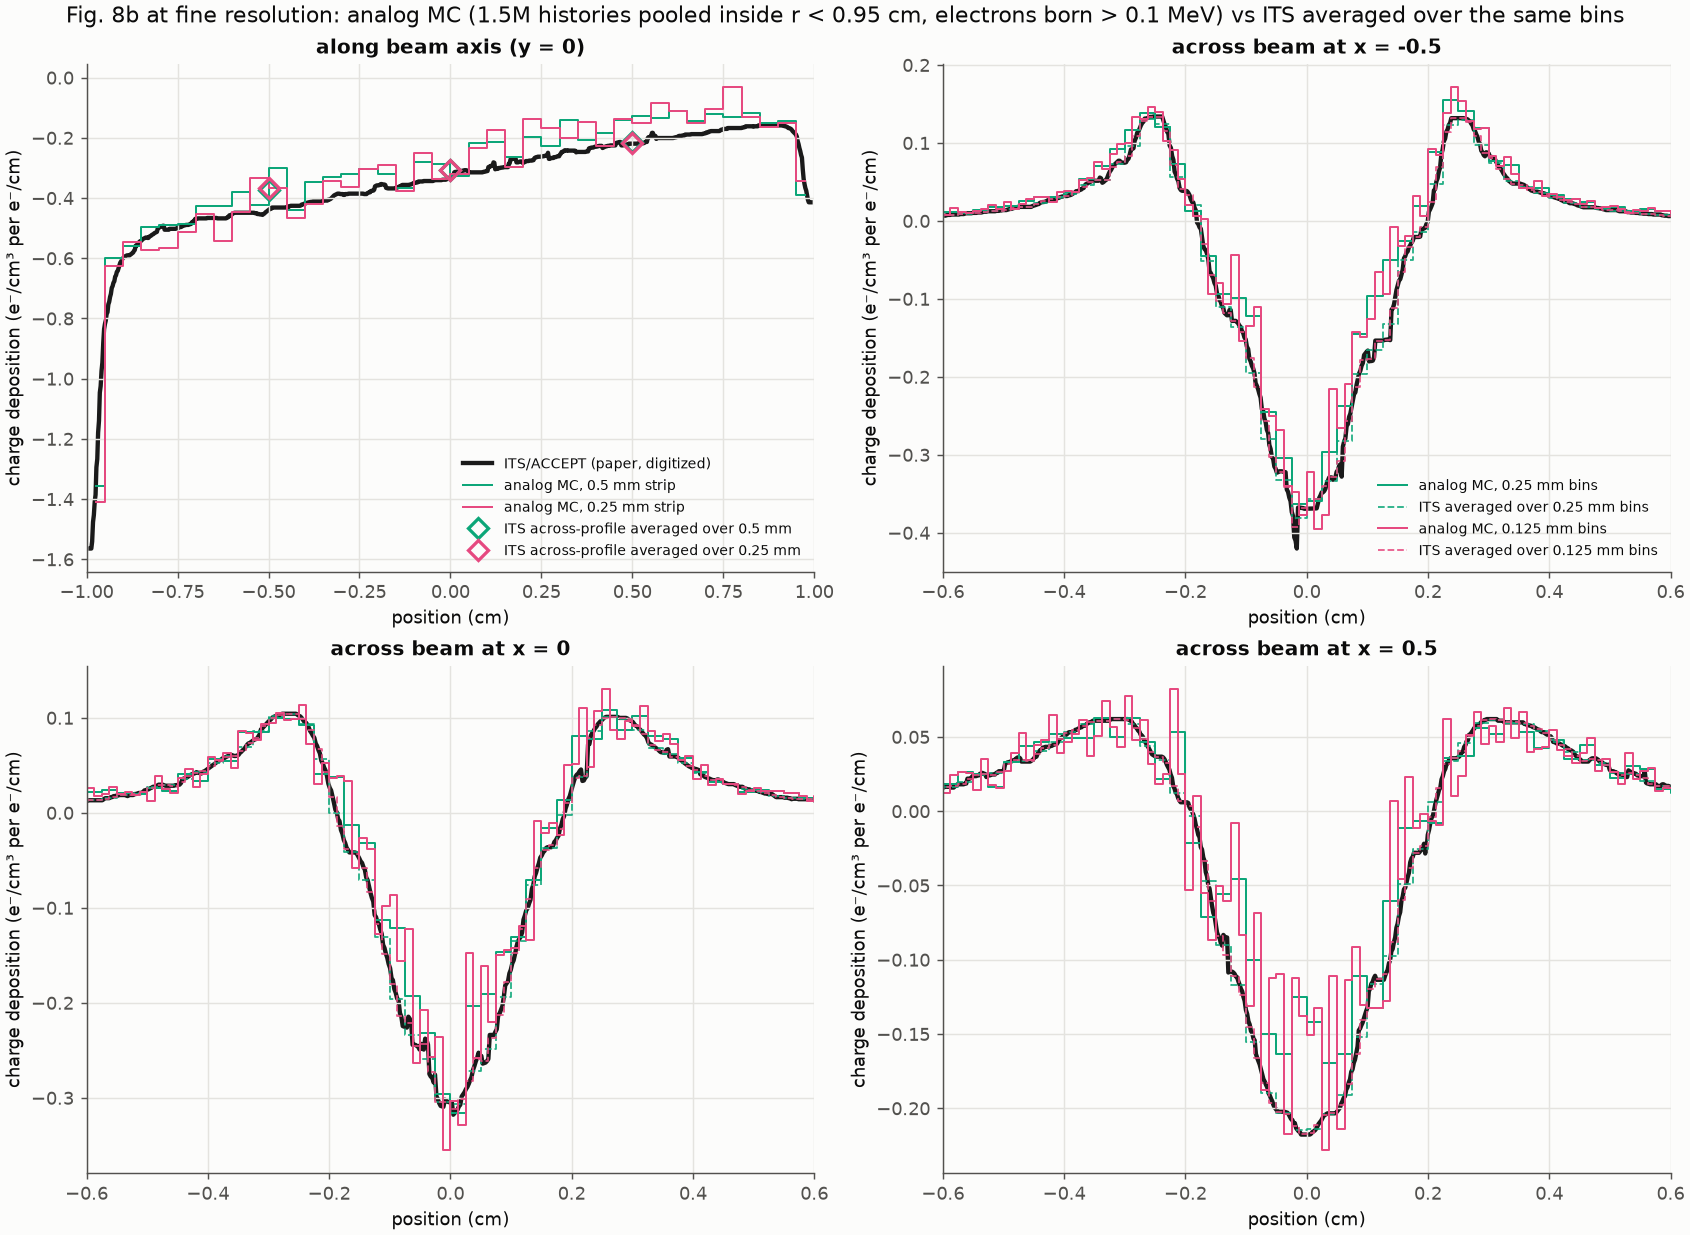 Fig. 8b at fine resolution: analog MC (1.5M histories pooled inside r < 0.95 cm, electrons born > 0.1 MeV) vs ITS averaged over the same bins
along beam axis (y = 0)
0.0
−0.2
−0.4
−0.6
−0.8
−1.0
−1.2
−1.4
−1.6
charge deposition (e⁻/cm³ per e⁻/cm)
ITS/ACCEPT (paper, digitized)
analog MC, 0.5 mm strip
analog MC, 0.25 mm strip
ITS across-profile averaged over 0.5 mm
ITS across-profile averaged over 0.25 mm
−1.00 −0.75 −0.50 −0.25 0.00 0.25 0.50 0.75 1.00
position (cm)
across beam at x = -0.5
0.2
0.1
0.0
−0.1
−0.2
−0.3
−0.4
charge deposition (e⁻/cm³ per e⁻/cm)
analog MC, 0.25 mm bins
ITS averaged over 0.25 mm bins
analog MC, 0.125 mm bins
ITS averaged over 0.125 mm bins
−0.6 −0.4 −0.2 0.0 0.2 0.4 0.6
position (cm)
across beam at x = 0
0.1
0.0
−0.1
−0.2
−0.3
charge deposition (e⁻/cm³ per e⁻/cm)
−0.6 −0.4 −0.2 0.0 0.2 0.4 0.6
position (cm)
across beam at x = 0.5
0.05
0.00
−0.05
−0.10
−0.15
−0.20
charge deposition (e⁻/cm³ per e⁻/cm)
−0.6 −0.4 −0.2 0.0 0.2 0.4 0.6
position (cm)